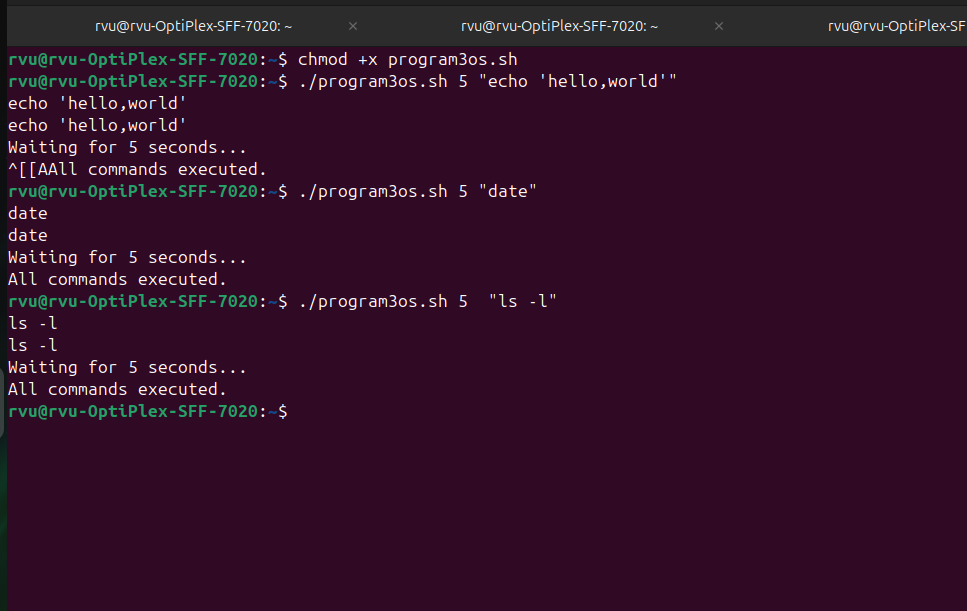 rvu@rvu-OptiPlex-SFF-7020: ~ × rvu@rvu-OptiPlex-SFF-7020: ~ × rvu@rvu-OptiPlex-SF
rvu@rvu-OptiPlex-SFF-7020:~$ chmod +x program3os.sh
rvu@rvu-OptiPlex-SFF-7020:~$ ./program3os.sh 5 "echo 'hello,world'"
echo 'hello,world'
echo 'hello,world'
Waiting for 5 seconds...
^[[AAll commands executed.
rvu@rvu-OptiPlex-SFF-7020:~$ ./program3os.sh 5 "date"
date
date
Waiting for 5 seconds...
All commands executed.
rvu@rvu-OptiPlex-SFF-7020:~$ ./program3os.sh 5  "ls -l"
ls -l
ls -l
Waiting for 5 seconds...
All commands executed.
rvu@rvu-OptiPlex-SFF-7020:~$